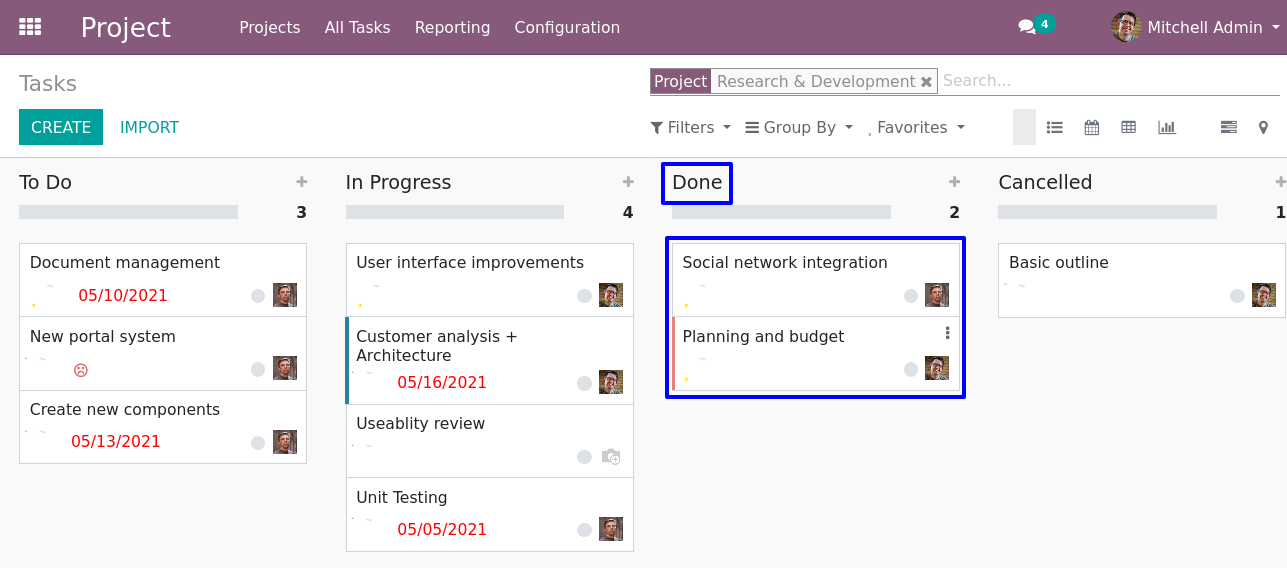 Project
Projects
All Tasks
Reporting
Configuration
4
Mitchell Admin
Tasks
Project Research & Development
Search...
CREATE
IMPORT
Filters
Group By
Favorites
To Do
3
Document management
05/10/2021
New portal system
Create new components
05/13/2021
In Progress
4
User interface improvements
Customer analysis +
Architecture
05/16/2021
Useablity review
Unit Testing
05/05/2021
Done
2
Social network integration
Planning and budget
Cancelled
1
Basic outline